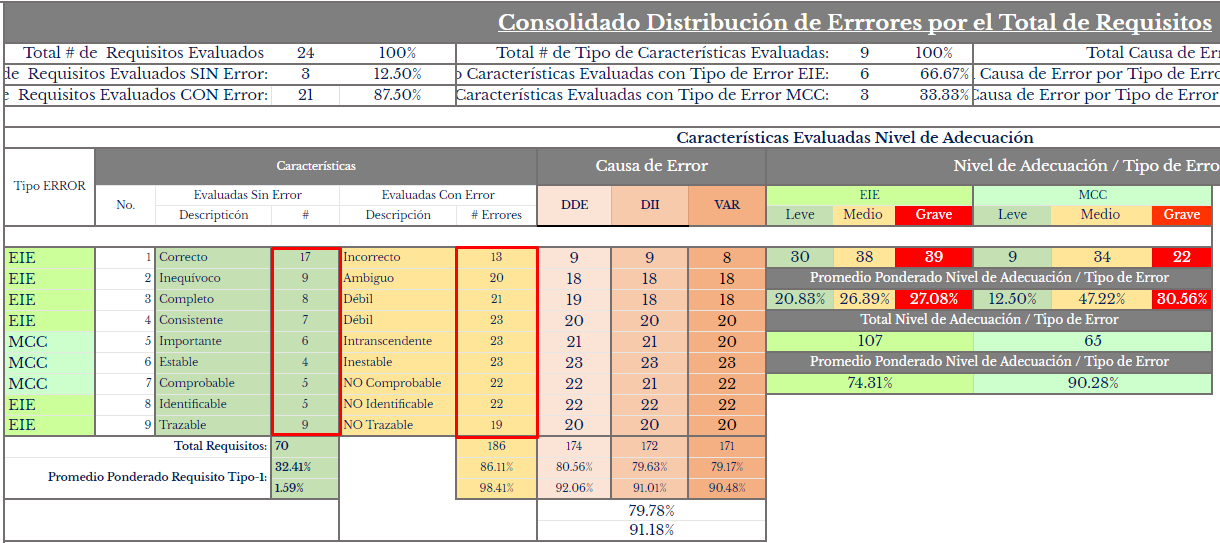 Consolidado Distribución de Errrores por el Total de Requisitos
Total # de Requisitos Evaluados 24 100% Total # de Tipo de Características Evaluadas: 9 100% Total Causa de Er
de Requisitos Evaluados SIN Error: 3 12.50% Características Evaluadas con Tipo de Error EIE: 6 66.67% Causa de Error por Tipo de Erro
Requisitos Evaluados CON Error: 21 87.50% Características Evaluadas con Tipo de Error MCC: 3 33.33% Causa de Error por Tipo de Error
Características Evaluadas Nivel de Adecuación
Tipo ERROR No. Características Causa de Error Nivel de Adecuación / Tipo de Erro
Evaluadas Sin Error Evaluadas Con Error DDE DII VAR EIE MCC
Descripticón # Descripción # Errores Leve Medio Grave Leve Medio Grave
EIE 1 Correcto 17 Incorrecto 13 9 9 8 30 38 39 9 34 22
EIE 2 Inequívoco 9 Ambiguo 20 18 18 18 Promedio Ponderado Nivel de Adecuación / Tipo de Error
EIE 3 Completo 8 Débil 21 19 18 18 20.83% 26.39% 27.08% 12.50% 47.22% 30.56%
EIE 4 Consistente 7 Débil 23 20 20 20 Total Nivel de Adecuación / Tipo de Error
MCC 5 Importante 6 Intranscendente 23 21 21 20 107 65
MCC 6 Estable 4 Inestable 23 23 23 23 Promedio Ponderado Nivel de Adecuación / Tipo de Error
MCC 7 Comprobable 5 NO Comprobable 22 22 21 22 74.31% 90.28%
EIE 8 Identificable 5 NO Identificable 22 22 22 22
EIE 9 Trazable 9 NO Trazable 19 20 20 20
Total Requisitos: 70 186 174 172 171
Promedio Ponderado Requisito Tipo-1: 32.41% 86.11% 80.56% 79.63% 79.17%
1.59% 98.41% 92.06% 91.01% 90.48%
79.78%
91.18%